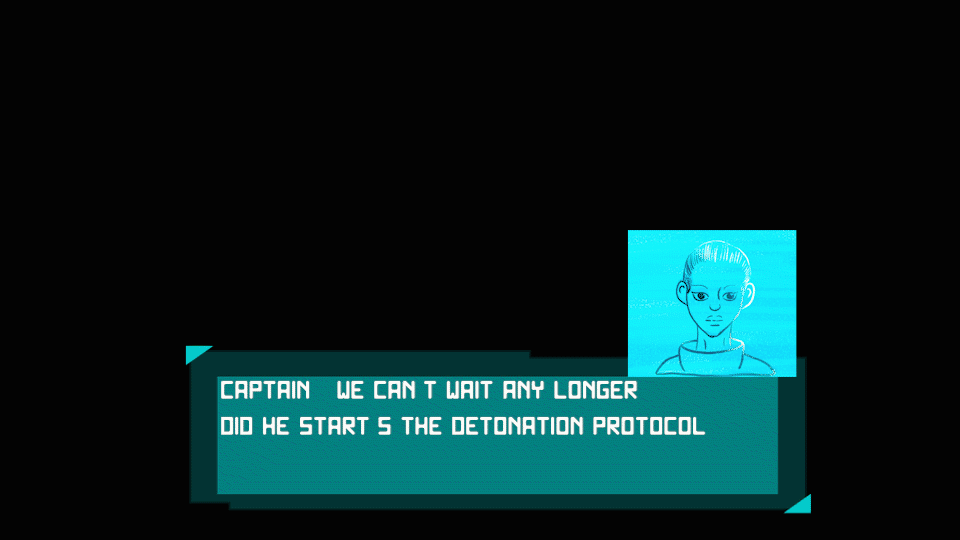 CAPTAIN   WE CAN T WAIT ANY LONGER
DID HE START S THE DETONATION PROTOCOL